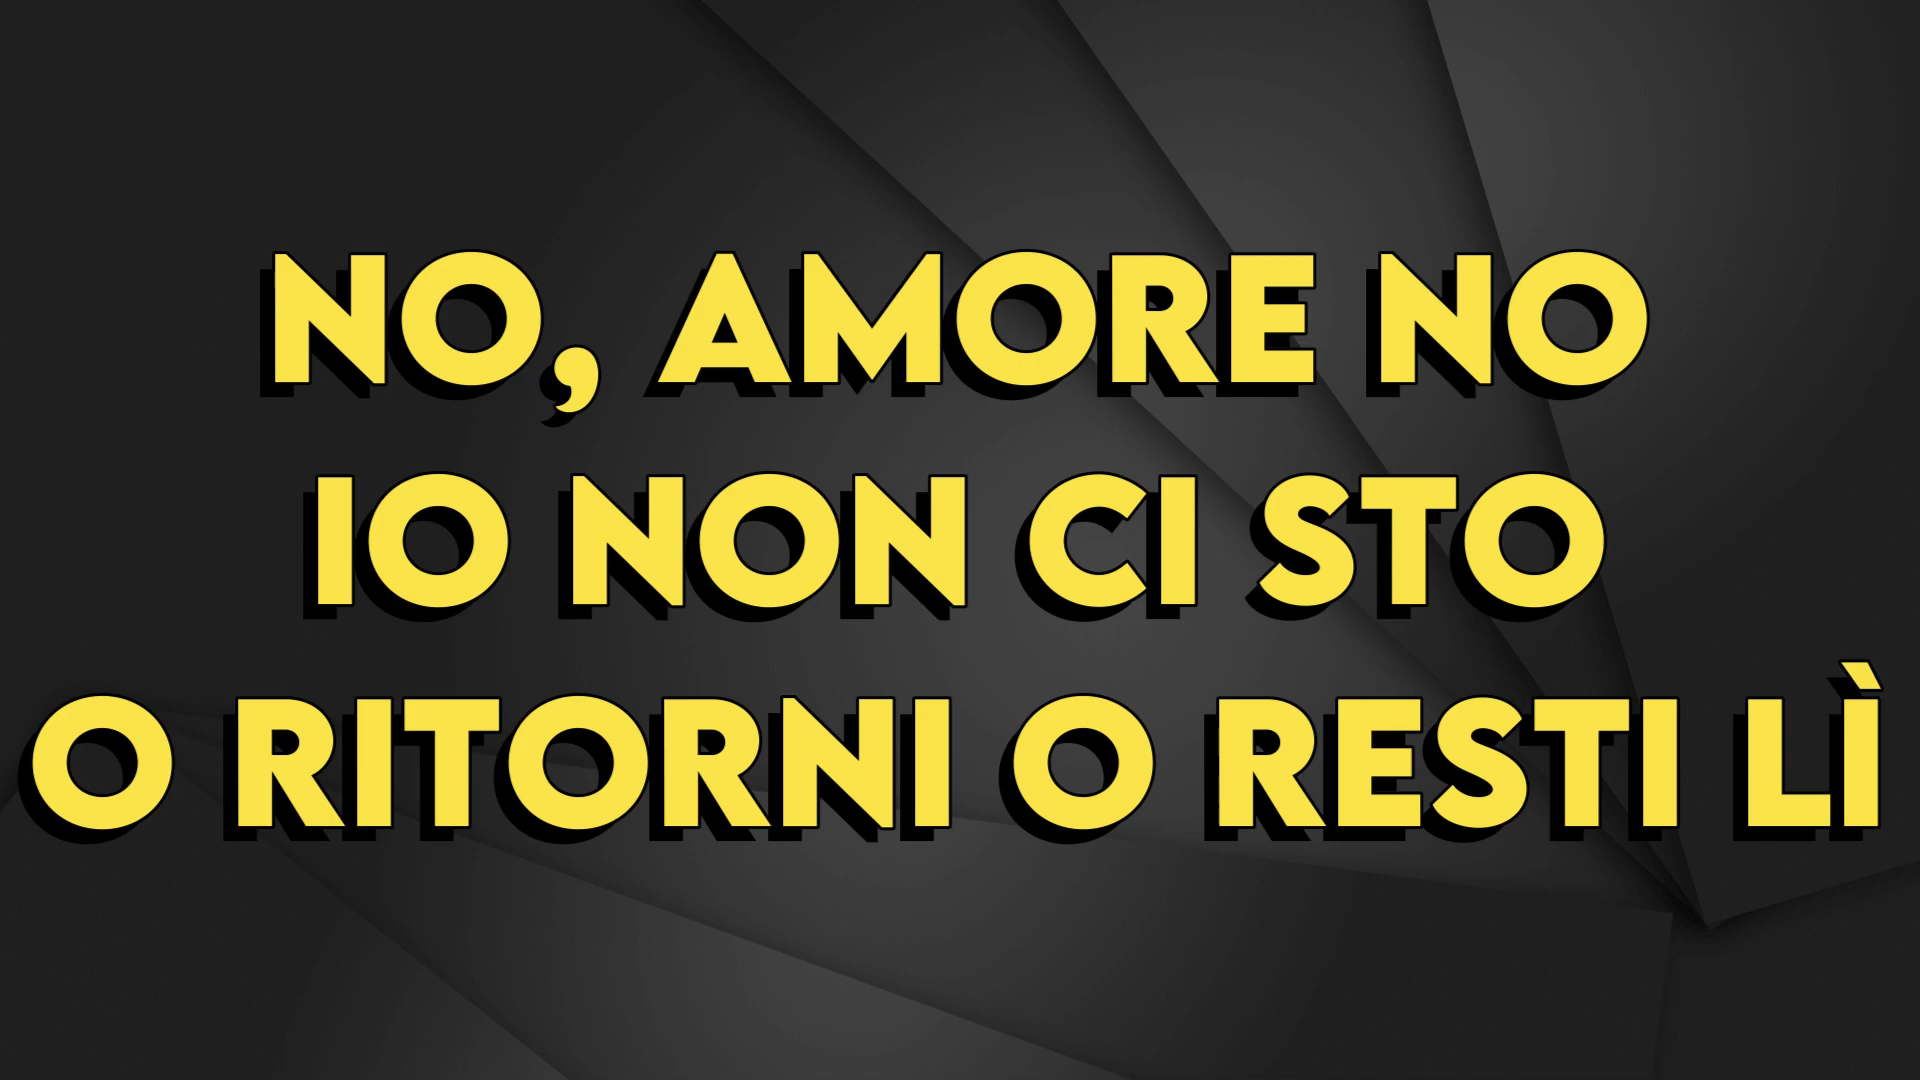 NO, AMORE NO
IO NON CI STO
O RITORNI O RESTI LÌ